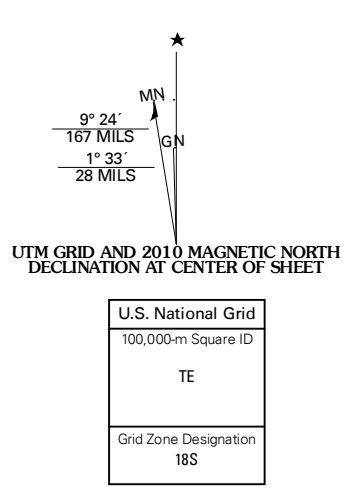 ★
MN
9° 24´
167 MILS
GN
1° 33´
28 MILS
UTM GRID AND 2010 MAGNETIC NORTH
DECLINATION AT CENTER OF SHEET
U.S. National Grid
100,000-m Square ID
TE
Grid Zone Designation
18S